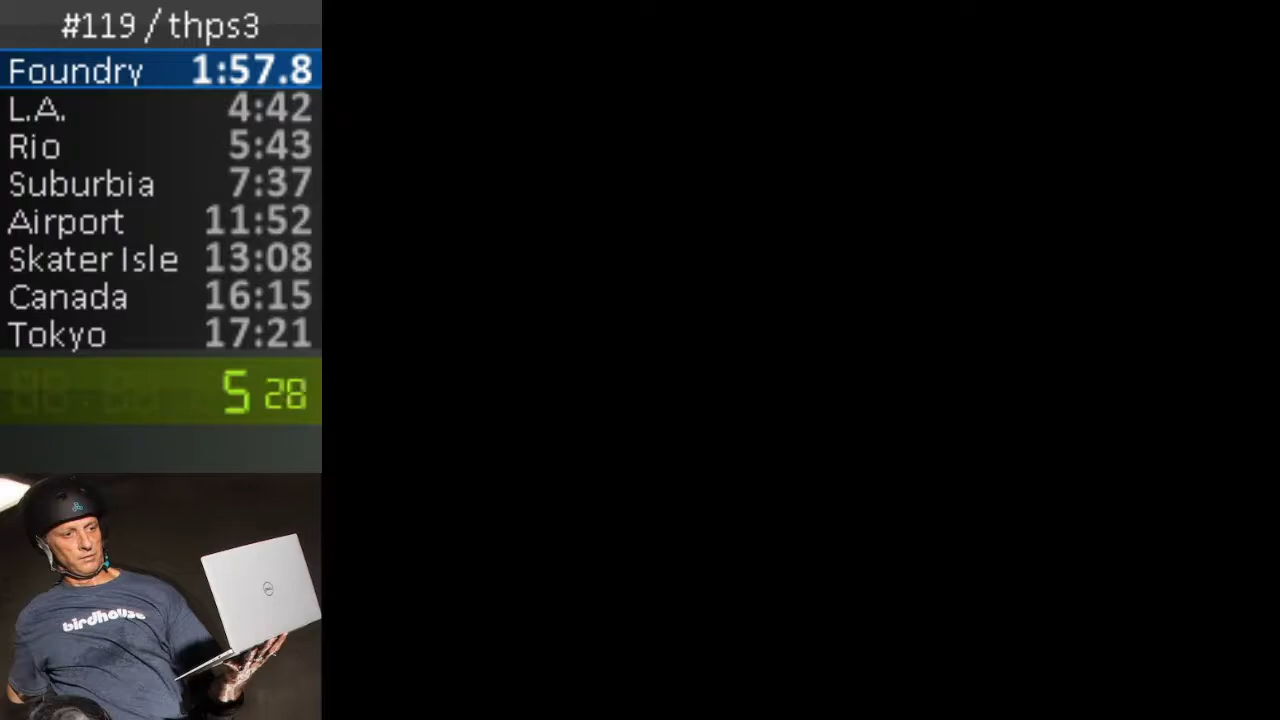 #119 / thps3
Foundry 1:57.8
L.A. 4:42
Rio 5:43
Suburbia 7:37
Airport 11:52
Skater Isle 13:08
Canada 16:15
Tokyo 17:21
5 28
DELL
birdhouse